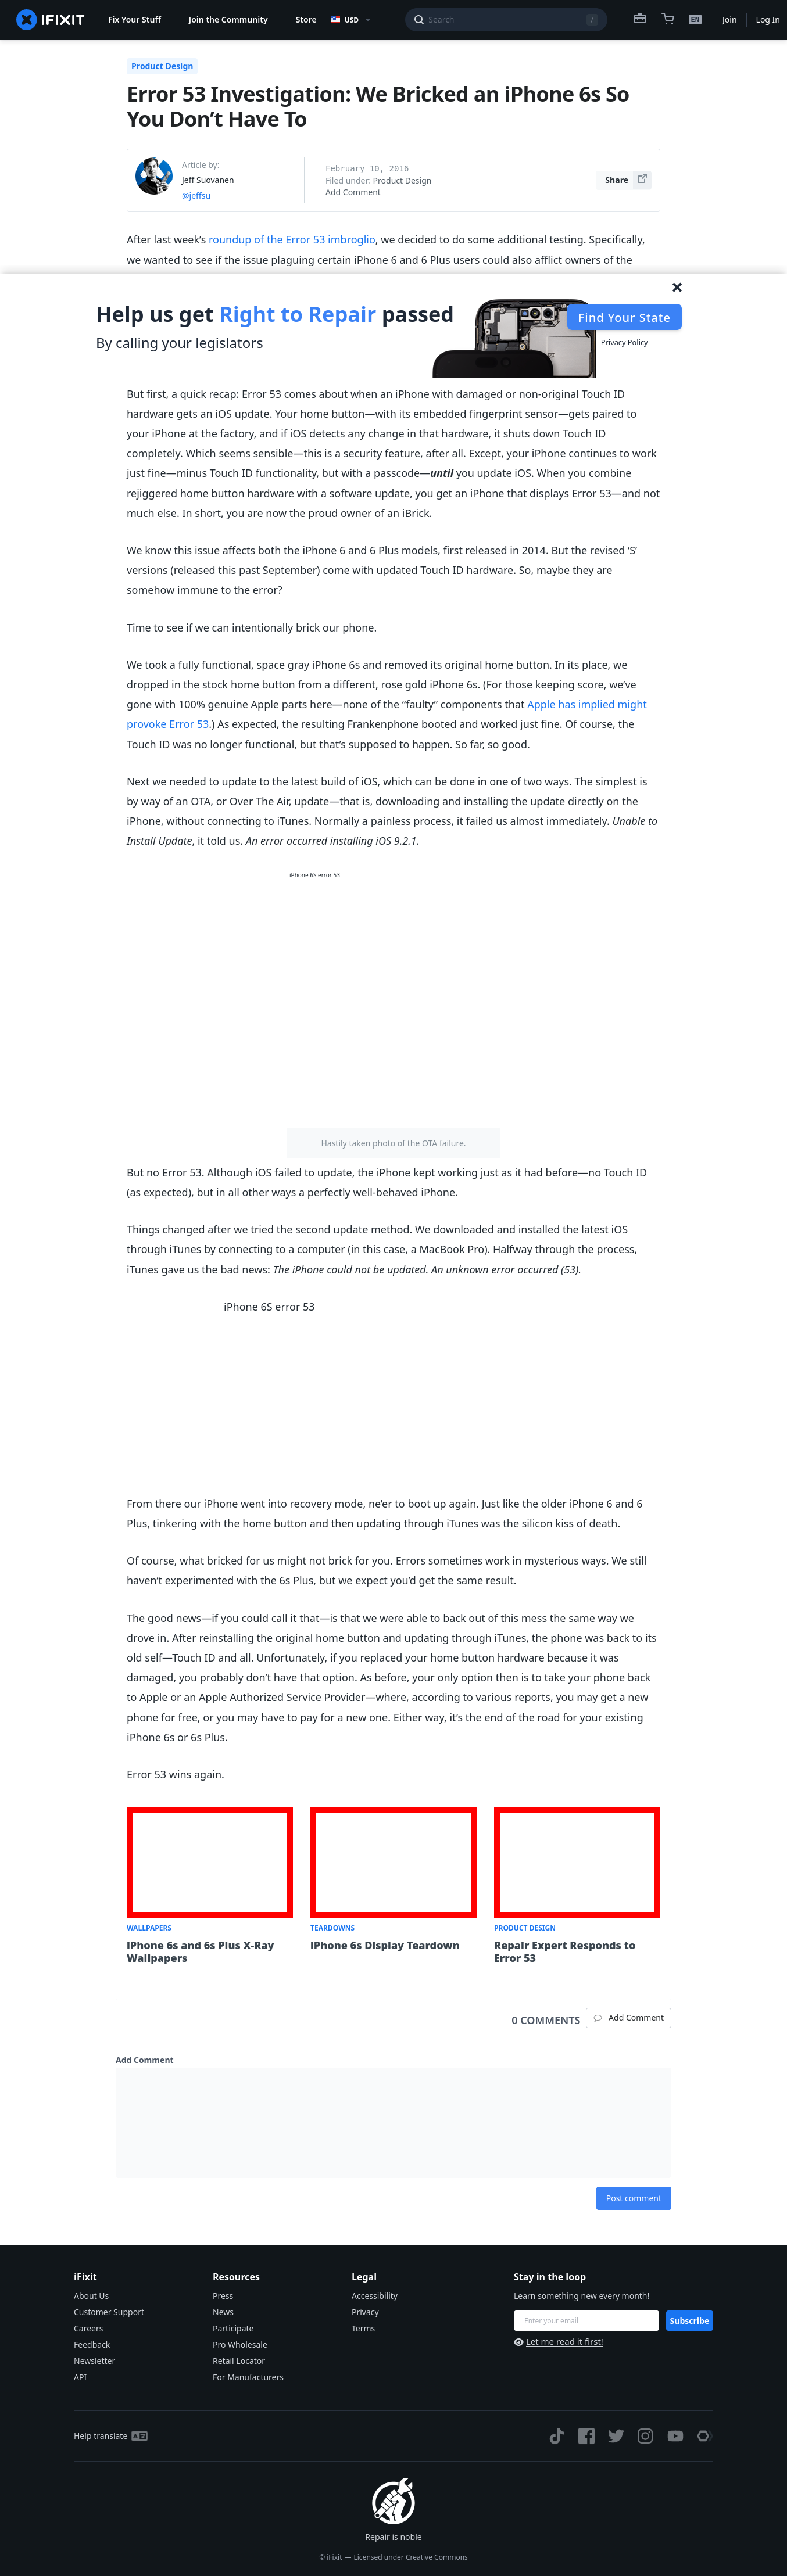 IFIXIT
Fix Your Stuff
Join the Community
Store
USD
Search
/
EN
Join
Log In
Product Design
Error 53 Investigation: We Bricked an iPhone 6s So
You Don’t Have To
Article by:
Jeff Suovanen
@jeffsu
February 10, 2016
Filed under: Product Design
Add Comment
Share
After last week’s roundup of the Error 53 imbroglio, we decided to do some additional testing. Specifically,
we wanted to see if the issue plaguing certain iPhone 6 and 6 Plus users could also afflict owners of the
Help us get Right to Repair passed
By calling your legislators
Find Your State
Privacy Policy
But first, a quick recap: Error 53 comes about when an iPhone with damaged or non-original Touch ID
hardware gets an iOS update. Your home button—with its embedded fingerprint sensor—gets paired to
your iPhone at the factory, and if iOS detects any change in that hardware, it shuts down Touch ID
completely. Which seems sensible—this is a security feature, after all. Except, your iPhone continues to work
just fine—minus Touch ID functionality, but with a passcode—until you update iOS. When you combine
rejiggered home button hardware with a software update, you get an iPhone that displays Error 53—and not
much else. In short, you are now the proud owner of an iBrick.
We know this issue affects both the iPhone 6 and 6 Plus models, first released in 2014. But the revised ‘S’
versions (released this past September) come with updated Touch ID hardware. So, maybe they are
somehow immune to the error?
Time to see if we can intentionally brick our phone.
We took a fully functional, space gray iPhone 6s and removed its original home button. In its place, we
dropped in the stock home button from a different, rose gold iPhone 6s. (For those keeping score, we’ve
gone with 100% genuine Apple parts here—none of the “faulty” components that Apple has implied might
provoke Error 53.) As expected, the resulting Frankenphone booted and worked just fine. Of course, the
Touch ID was no longer functional, but that’s supposed to happen. So far, so good.
Next we needed to update to the latest build of iOS, which can be done in one of two ways. The simplest is
by way of an OTA, or Over The Air, update—that is, downloading and installing the update directly on the
iPhone, without connecting to iTunes. Normally a painless process, it failed us almost immediately. Unable to
Install Update, it told us. An error occurred installing iOS 9.2.1.
iPhone 6S error 53
Hastily taken photo of the OTA failure.
But no Error 53. Although iOS failed to update, the iPhone kept working just as it had before—no Touch ID
(as expected), but in all other ways a perfectly well-behaved iPhone.
Things changed after we tried the second update method. We downloaded and installed the latest iOS
through iTunes by connecting to a computer (in this case, a MacBook Pro). Halfway through the process,
iTunes gave us the bad news: The iPhone could not be updated. An unknown error occurred (53).
iPhone 6S error 53
From there our iPhone went into recovery mode, ne’er to boot up again. Just like the older iPhone 6 and 6
Plus, tinkering with the home button and then updating through iTunes was the silicon kiss of death.
Of course, what bricked for us might not brick for you. Errors sometimes work in mysterious ways. We still
haven’t experimented with the 6s Plus, but we expect you’d get the same result.
The good news—if you could call it that—is that we were able to back out of this mess the same way we
drove in. After reinstalling the original home button and updating through iTunes, the phone was back to its
old self—Touch ID and all. Unfortunately, if you replaced your home button hardware because it was
damaged, you probably don’t have that option. As before, your only option then is to take your phone back
to Apple or an Apple Authorized Service Provider—where, according to various reports, you may get a new
phone for free, or you may have to pay for a new one. Either way, it’s the end of the road for your existing
iPhone 6s or 6s Plus.
Error 53 wins again.
WALLPAPERS
iPhone 6s and 6s Plus X-Ray
Wallpapers
TEARDOWNS
iPhone 6s Display Teardown
PRODUCT DESIGN
Repair Expert Responds to
Error 53
0 COMMENTS
Add Comment
Add Comment
Post comment
iFixit
About Us
Customer Support
Careers
Feedback
Newsletter
API
Resources
Press
News
Participate
Pro Wholesale
Retail Locator
For Manufacturers
Legal
Accessibility
Privacy
Terms
Stay in the loop
Learn something new every month!
Enter your email
Subscribe
Let me read it first!
Help translate
Repair is noble
© iFixit — Licensed under Creative Commons